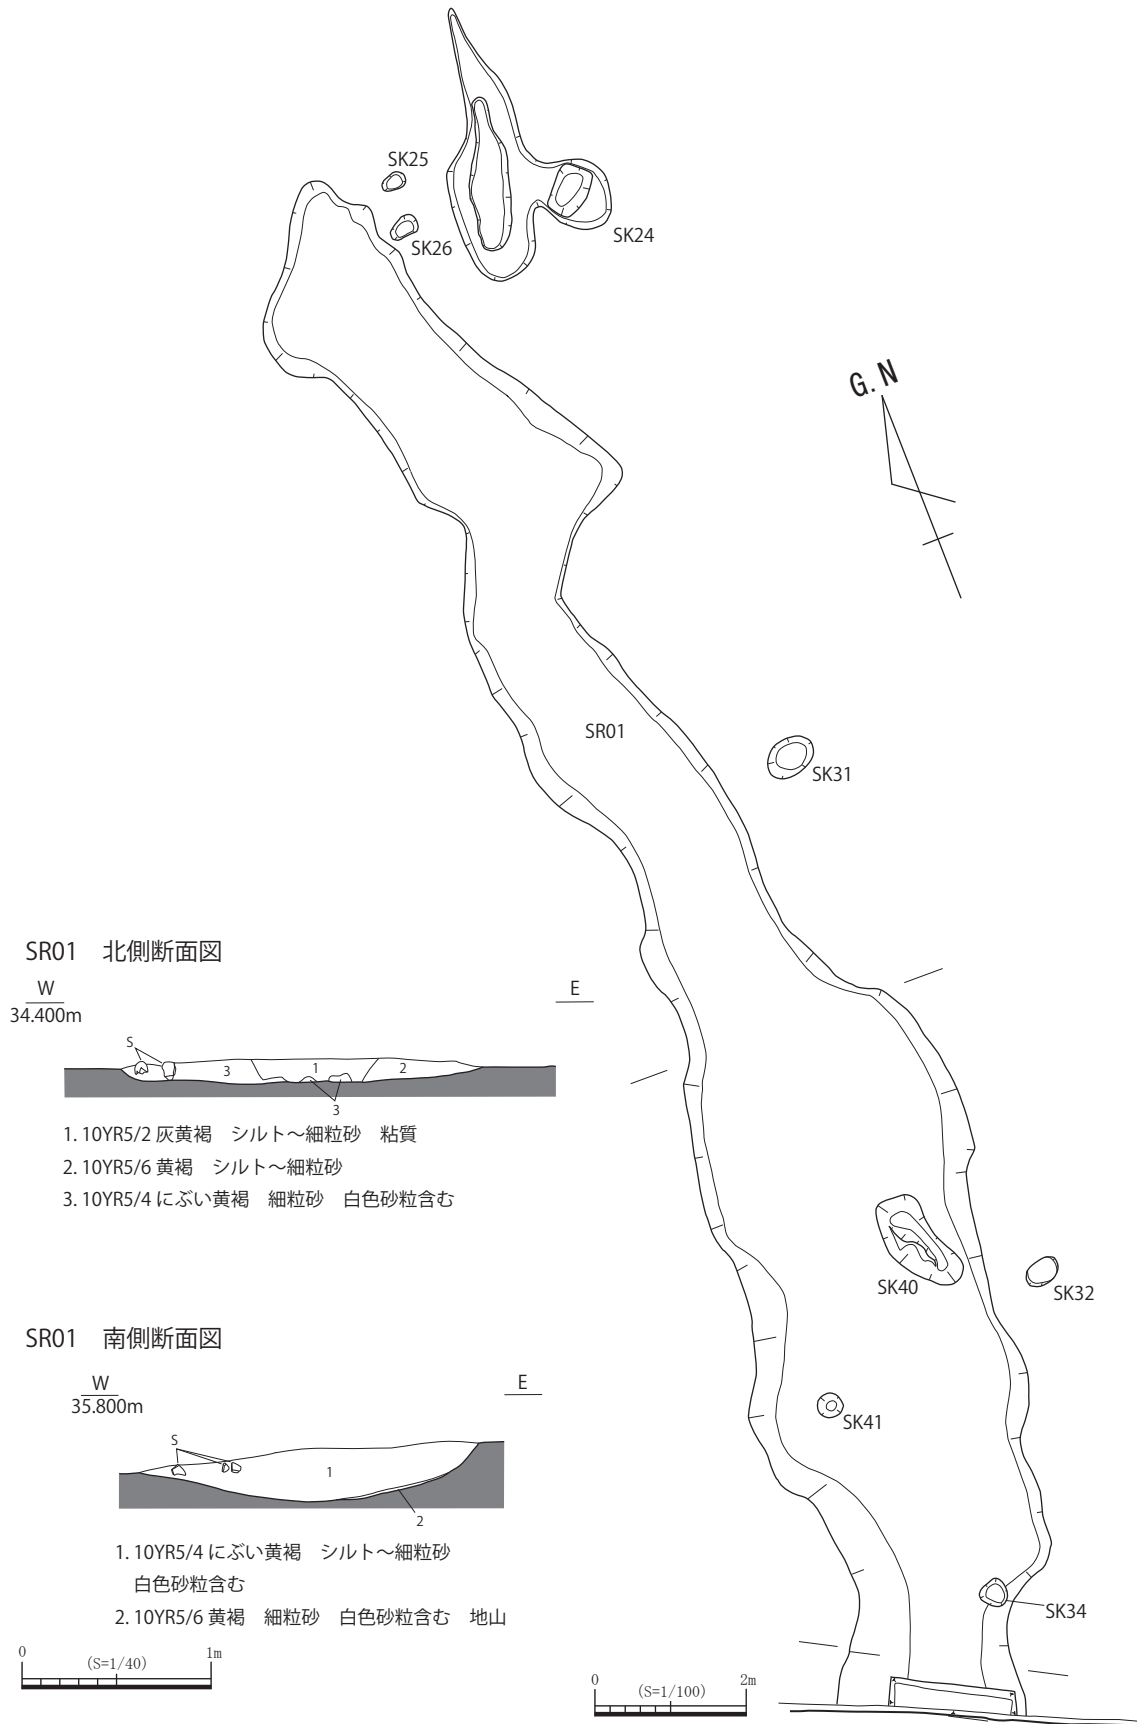 SK25
SK26
SK24
G. N
SR01
SK31
SR01　北側断面図
W
34.400m
E
S
3
1
2
3
1. 10YR5/2 灰黄褐　シルト～細粒砂　粘質
2. 10YR5/6 黄褐　シルト～細粒砂
3. 10YR5/4 にぶい黄褐　細粒砂　白色砂粒含む
SK40
SK32
SR01　南側断面図
W
35.800m
E
S
1
2
SK41
1. 10YR5/4 にぶい黄褐　シルト～細粒砂
白色砂粒含む
2. 10YR5/6 黄褐　細粒砂　白色砂粒含む　地山
SK34
0
(S=1/40)
1m
0
(S=1/100)
2m